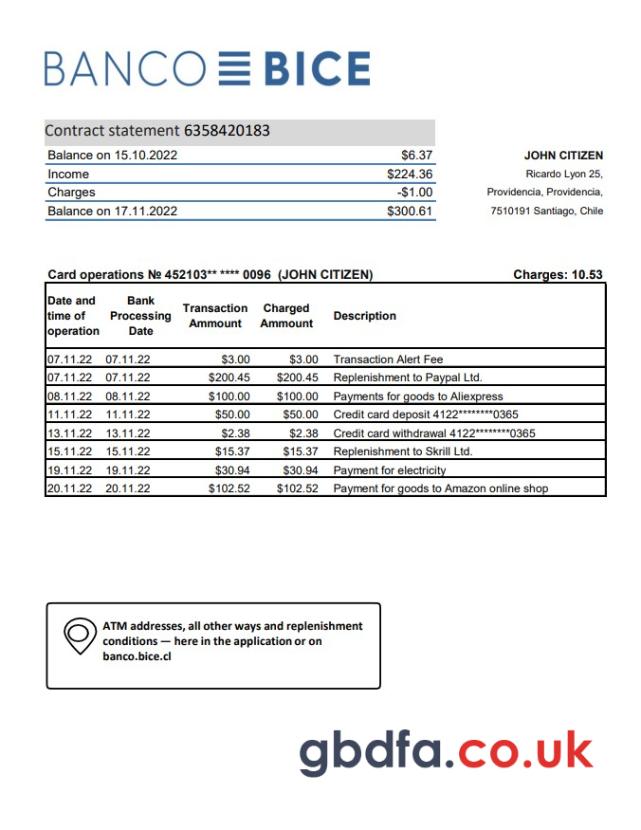 BANCO BICE
Contract statement 6358420183
Balance on 15.10.2022 $6.37
Income $224.36
Charges -$1.00
Balance on 17.11.2022 $300.61
JOHN CITIZEN
Ricardo Lyon 25,
Providencia, Providencia,
7510191 Santiago, Chile
Card operations № 452103** **** 0096 (JOHN CITIZEN) Charges: 10.53
Date and time of operation Bank Processing Date Transaction Ammount Charged Ammount Description
07.11.22 07.11.22 $3.00 $3.00 Transaction Alert Fee
07.11.22 07.11.22 $200.45 $200.45 Replenishment to Paypal Ltd.
08.11.22 08.11.22 $100.00 $100.00 Payments for goods to Aliexpress
11.11.22 11.11.22 $50.00 $50.00 Credit card deposit 4122********0365
13.11.22 13.11.22 $2.38 $2.38 Credit card withdrawal 4122********0365
15.11.22 15.11.22 $15.37 $15.37 Replenishment to Skrill Ltd.
19.11.22 19.11.22 $30.94 $30.94 Payment for electricity
20.11.22 20.11.22 $102.52 $102.52 Payment for goods to Amazon online shop
ATM addresses, all other ways and replenishment
conditions — here in the application or on
banco.bice.cl
gbdfa.co.uk